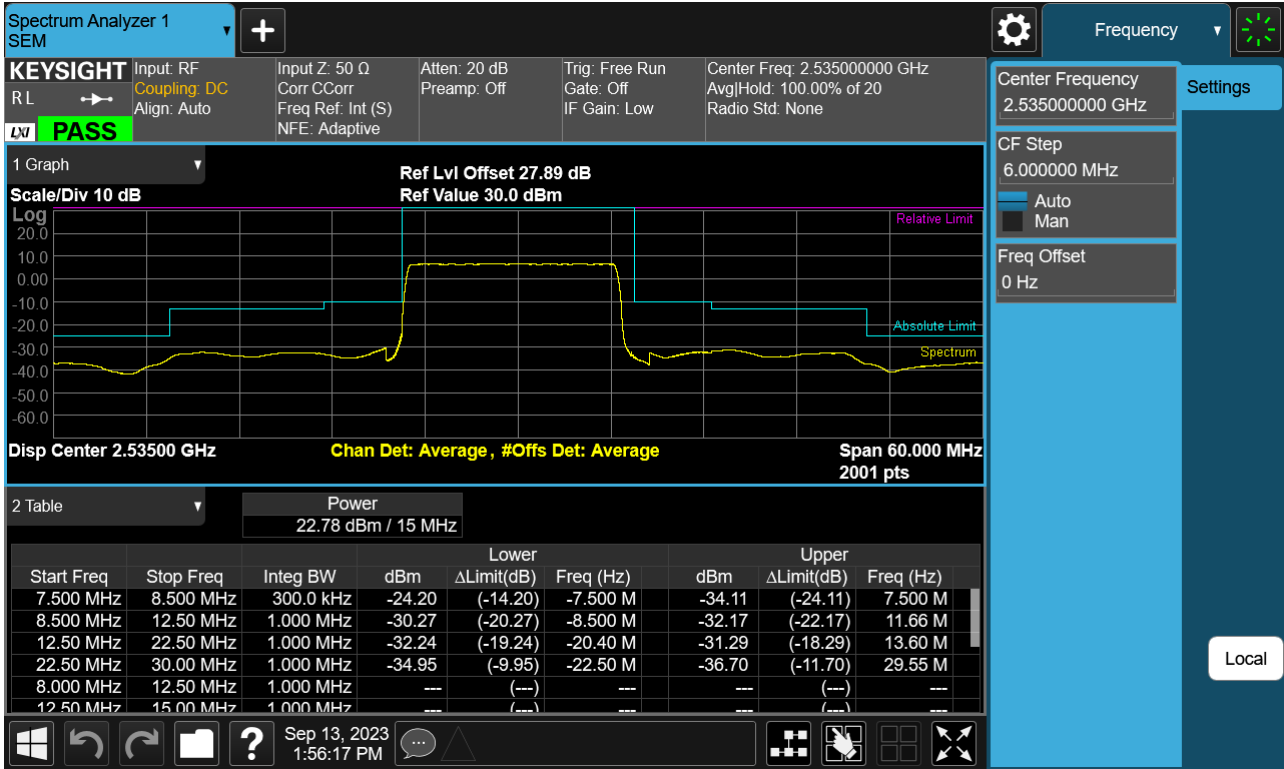 Spectrum Analyzer 1
SEM
Frequency
KEYSIGHT
Input: RF
Coupling: DC
Align: Auto
Input Z: 50 Ω
Corr CCorr
Freq Ref: Int (S)
NFE: Adaptive
Atten: 20 dB
Preamp: Off
Trig: Free Run
Gate: Off
IF Gain: Low
Center Freq: 2.535000000 GHz
Avg|Hold: 100.00% of 20
Radio Std: None
R L
LXI PASS
Center Frequency
2.535000000 GHz
Settings
CF Step
6.000000 MHz
Auto
Man
Freq Offset
0 Hz
1 Graph
Scale/Div 10 dB
Ref Lvl Offset 27.89 dB
Ref Value 30.0 dBm
Log
20.0
10.0
0.00
-10.0
-20.0
-30.0
-40.0
-50.0
-60.0
Relative Limit
Absolute Limit
Spectrum
Disp Center 2.53500 GHz Chan Det: Average , #Offs Det: Average Span 60.000 MHz
2001 pts
2 Table
Power
22.78 dBm / 15 MHz
Lower Upper
Start Freq Stop Freq Integ BW dBm ΔLimit(dB) Freq (Hz) dBm ΔLimit(dB) Freq (Hz)
7.500 MHz 8.500 MHz 300.0 kHz -24.20 (-14.20) -7.500 M -34.11 (-24.11) 7.500 M
8.500 MHz 12.50 MHz 1.000 MHz -30.27 (-20.27) -8.500 M -32.17 (-22.17) 11.66 M
12.50 MHz 22.50 MHz 1.000 MHz -32.24 (-19.24) -20.40 M -31.29 (-18.29) 13.60 M
22.50 MHz 30.00 MHz 1.000 MHz -34.95 (-9.95) -22.50 M -36.70 (-11.70) 29.55 M
8.000 MHz 12.50 MHz 1.000 MHz --- (---) --- --- (---) ---
12.50 MHz 15.00 MHz 1.000 MHz --- (---) --- --- (---) ---
Local
Sep 13, 2023
1:56:17 PM